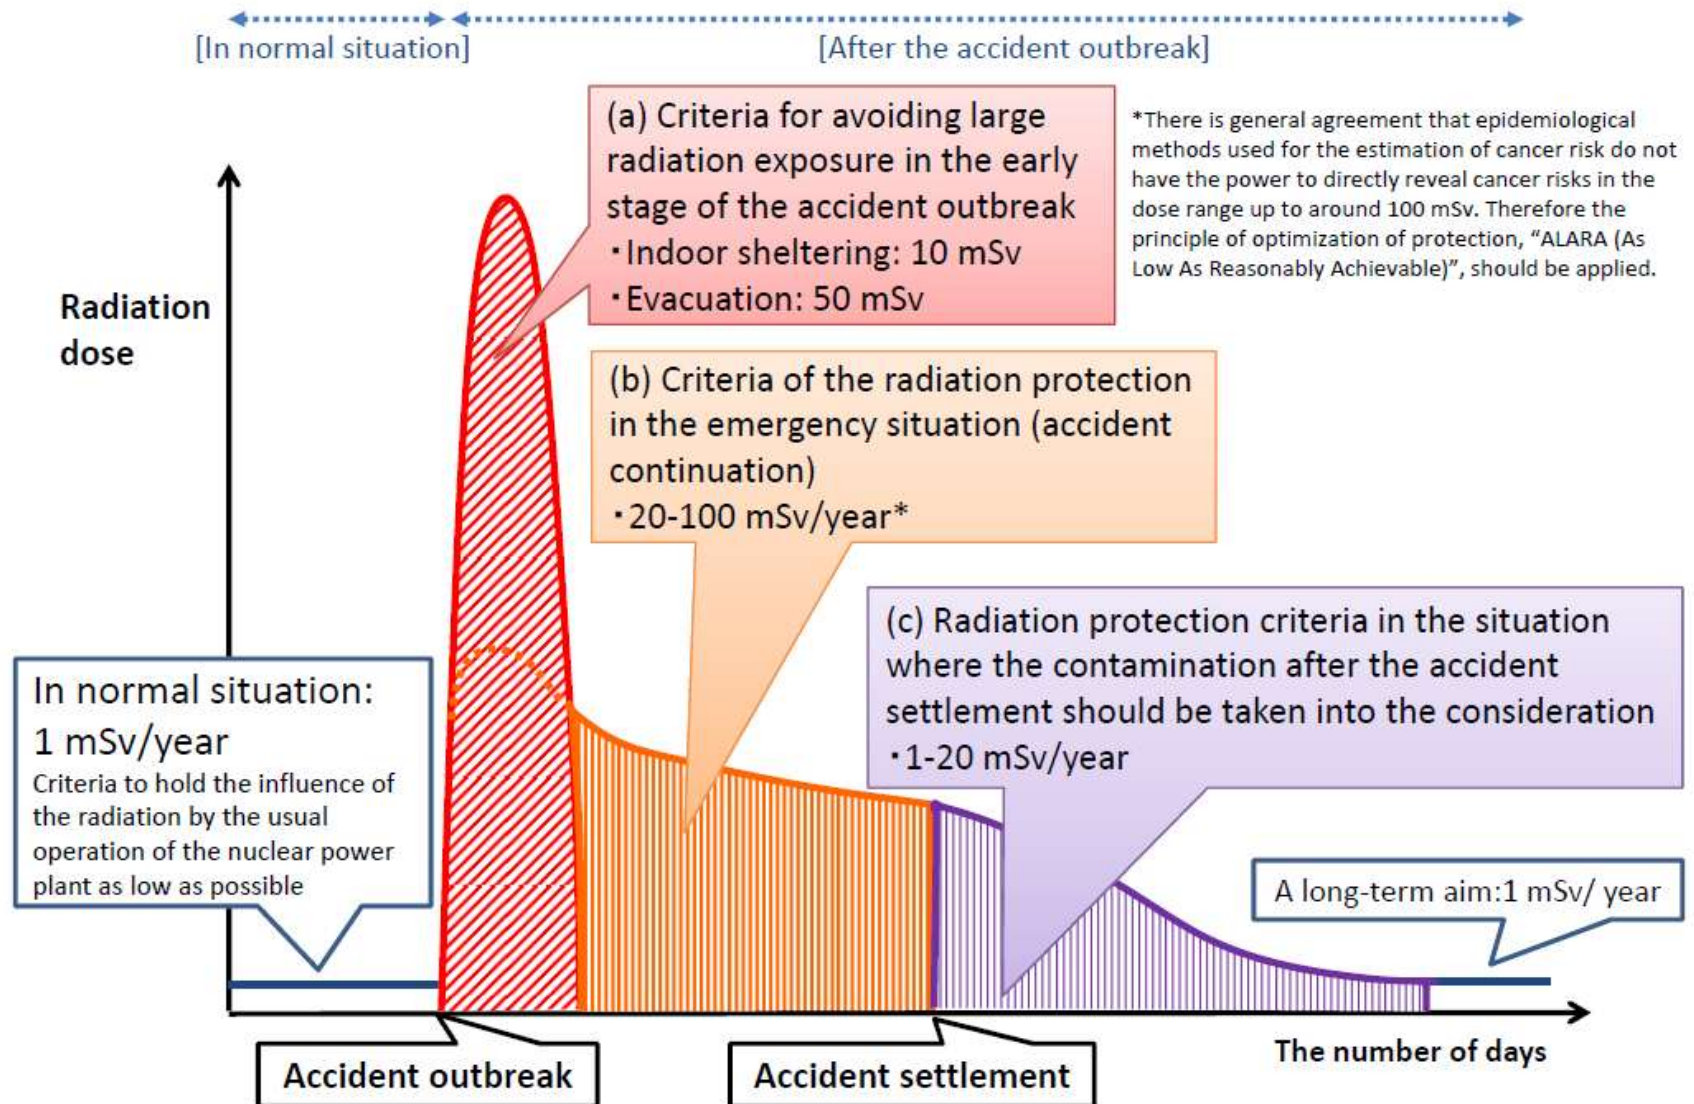 [In normal situation]
[After the accident outbreak]
(a) Criteria for avoiding large
radiation exposure in the early
stage of the accident outbreak
・Indoor sheltering: 10 mSv
・Evacuation: 50 mSv
*There is general agreement that epidemiological
methods used for the estimation of cancer risk do not
have the power to directly reveal cancer risks in the
dose range up to around 100 mSv. Therefore the
principle of optimization of protection, “ALARA (As
Low As Reasonably Achievable)”, should be applied.
Radiation
dose
(b) Criteria of the radiation protection
in the emergency situation (accident
continuation)
・20-100 mSv/year*
(c) Radiation protection criteria in the situation
where the contamination after the accident
settlement should be taken into the consideration
・1-20 mSv/year
In normal situation:
1 mSv/year
Criteria to hold the influence of
the radiation by the usual
operation of the nuclear power
plant as low as possible
A long-term aim:1 mSv/ year
Accident outbreak
Accident settlement
The number of days